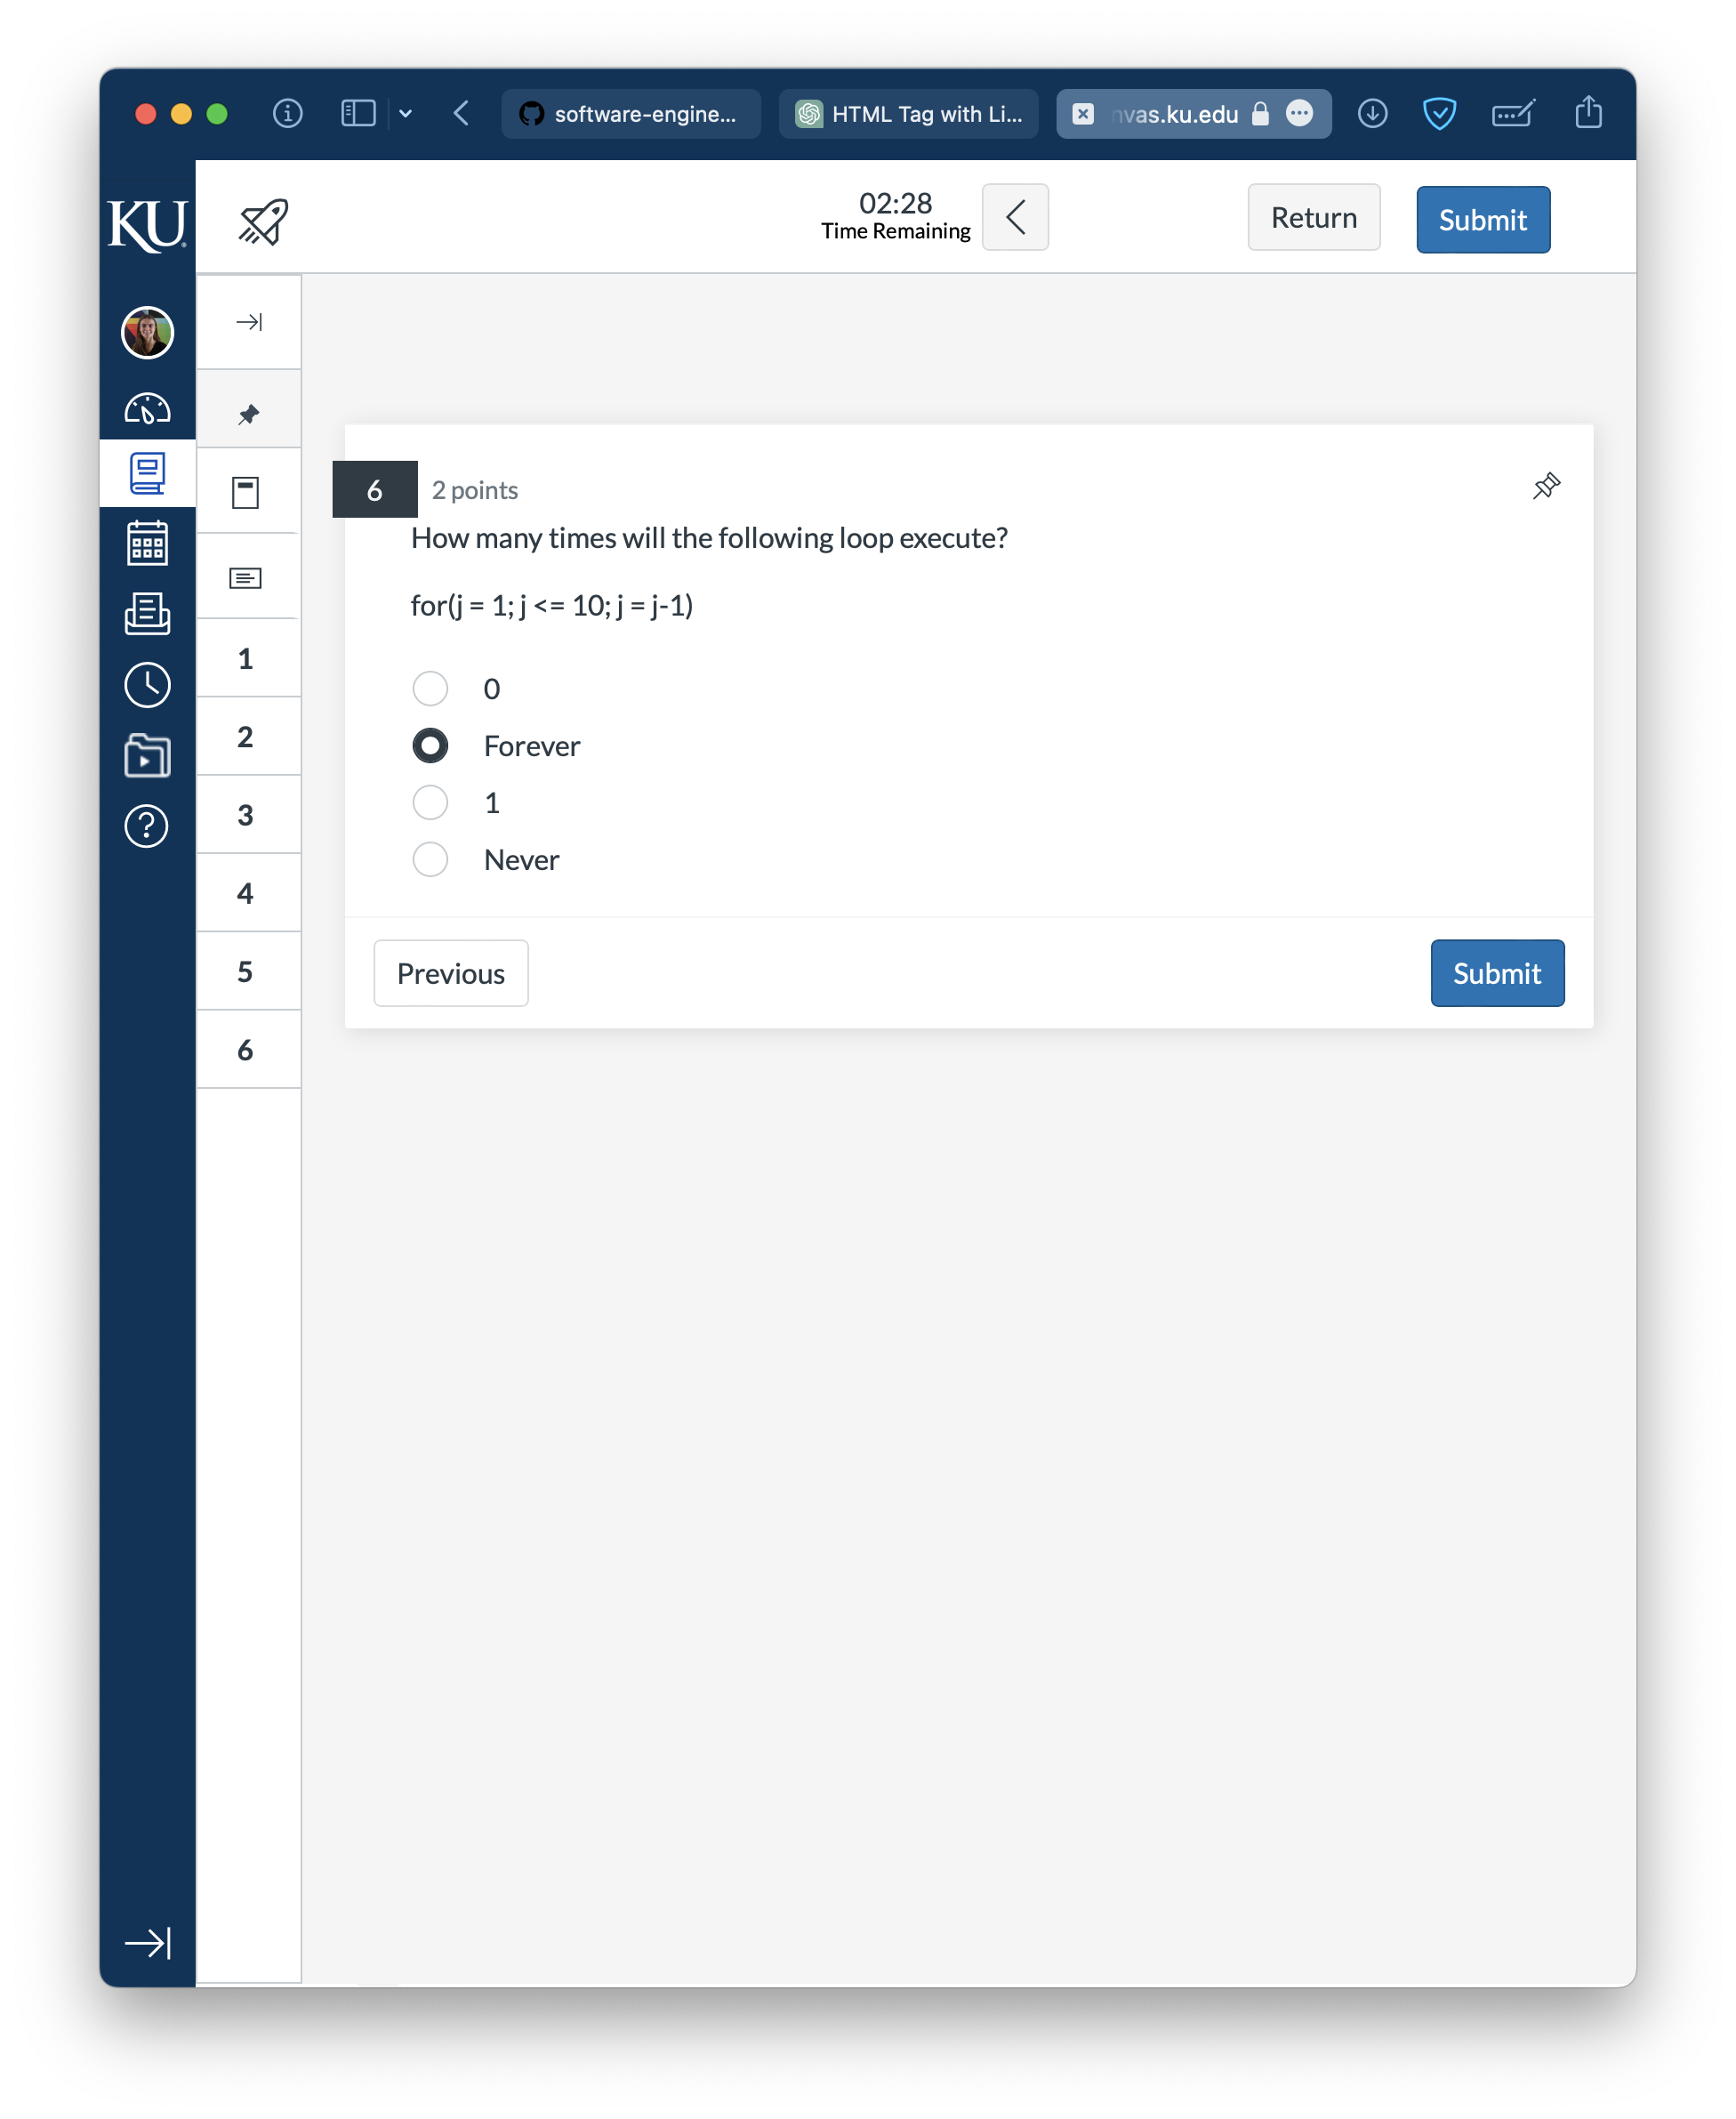 software-engine...
HTML Tag with Li...
nvas.ku.edu
KU
02:28
Time Remaining
Return
Submit
6
2 points
How many times will the following loop execute?
for(j = 1; j <= 10; j = j-1)
0
Forever
1
Never
Previous
Submit
1
2
3
4
5
6